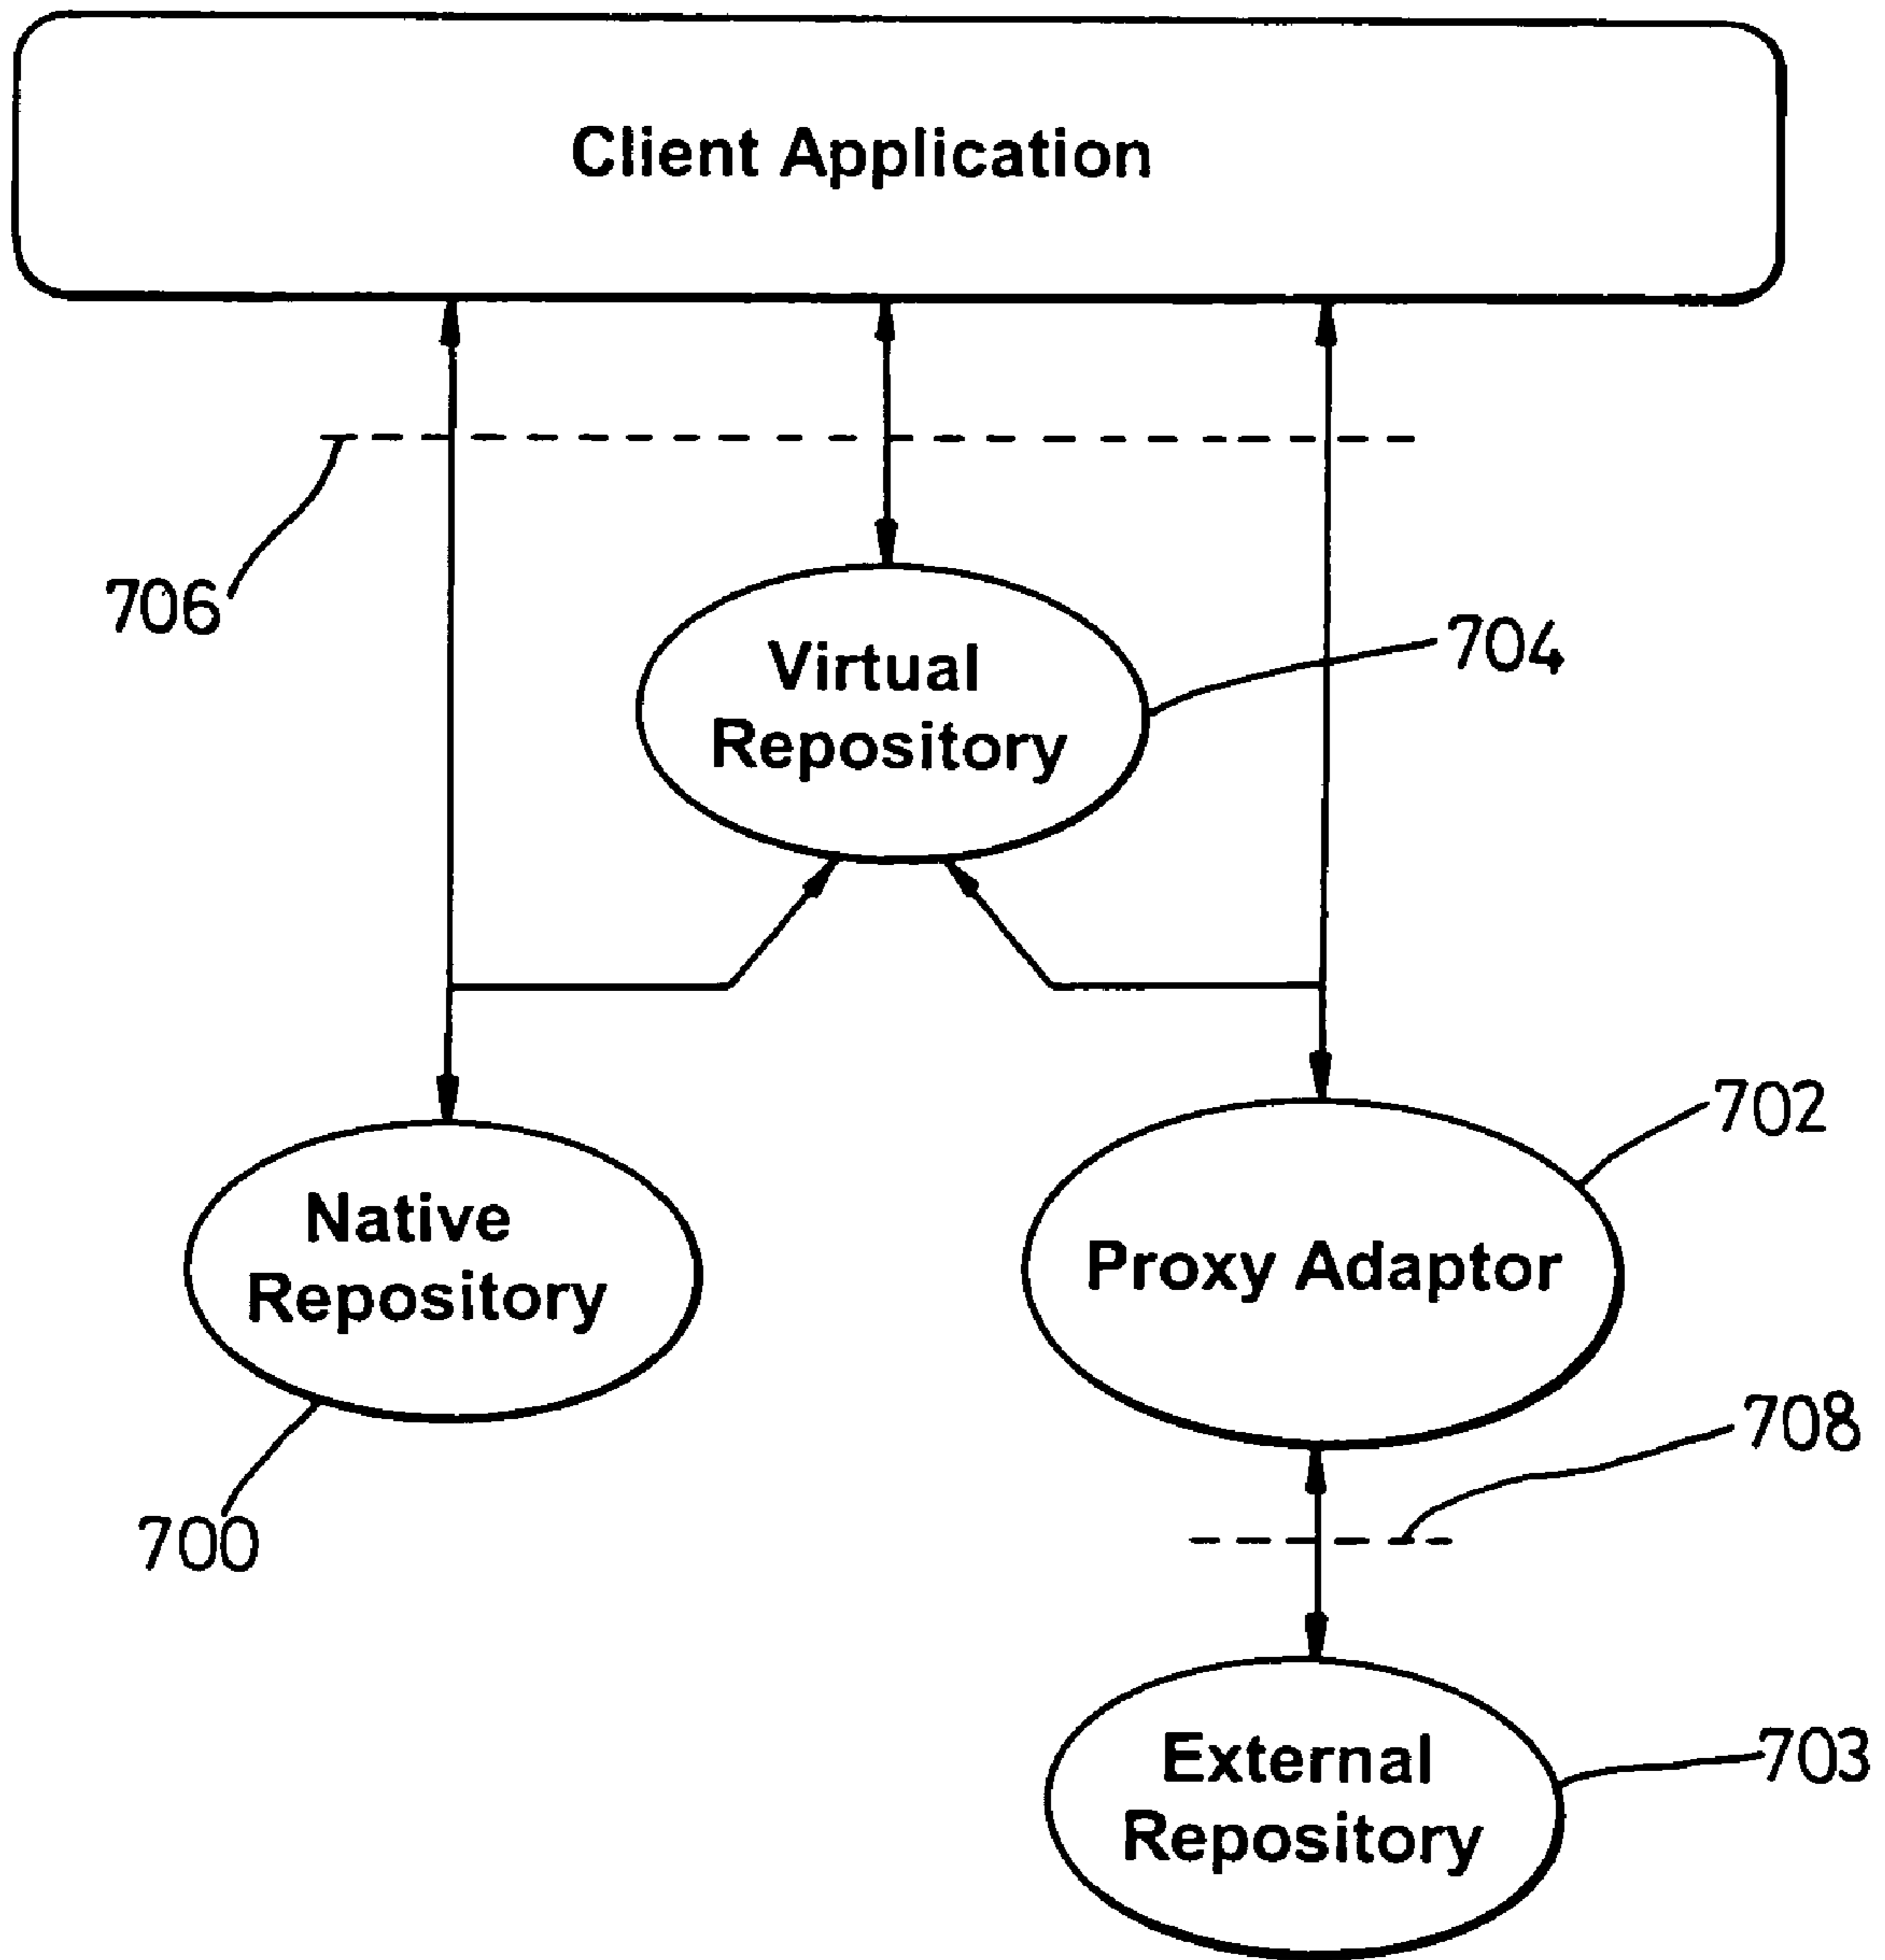 Client Application
706
Virtual
Repository
704
Native
Repository
700
Proxy Adaptor
702
708
External
Repository
703